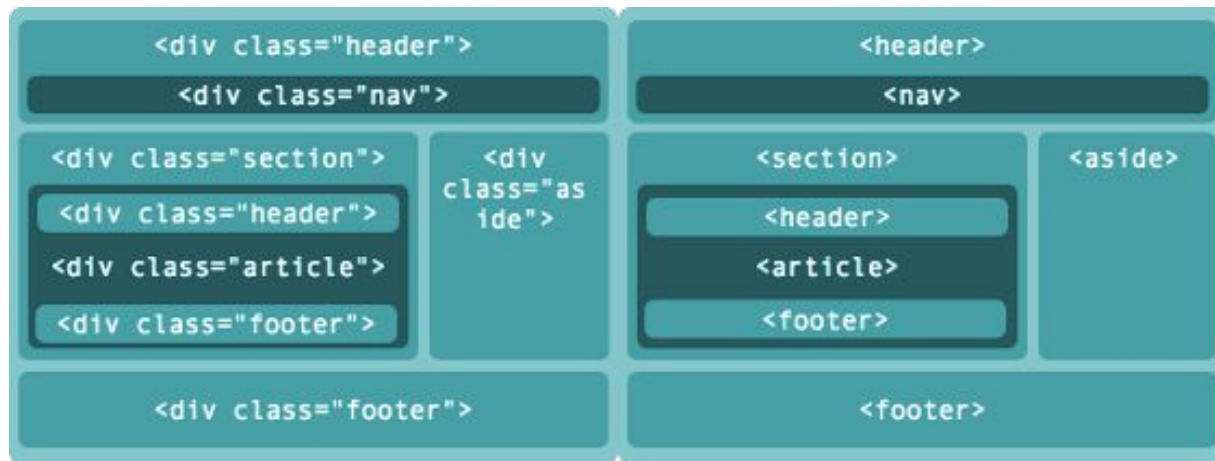 <div class="header">
<div class="nav">
<div class="section">
<div class="header">
<div class="article">
<div class="footer">
<div
class="as
ide">
<div class="footer">
<header>
<nav>
<section>
<header>
<article>
<footer>
<aside>
<footer>